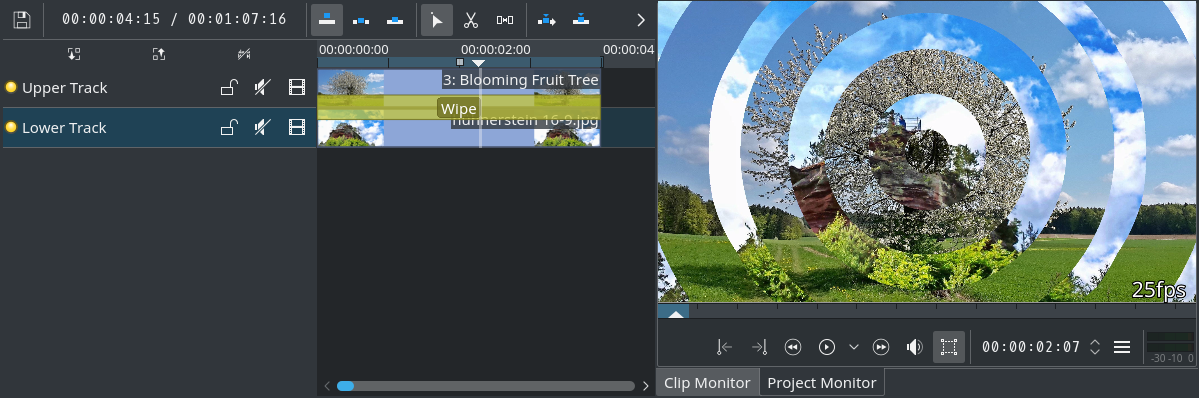 00:00:04:15 / 00:01:07:16
00:00:00:00 00:00:02:00 00:00:04
Upper Track
3: Blooming Fruit Tree
Wipe
Lower Track
16-9.jpg
25fps
00:00:02:07
-30 -10 0
Clip Monitor Project Monitor